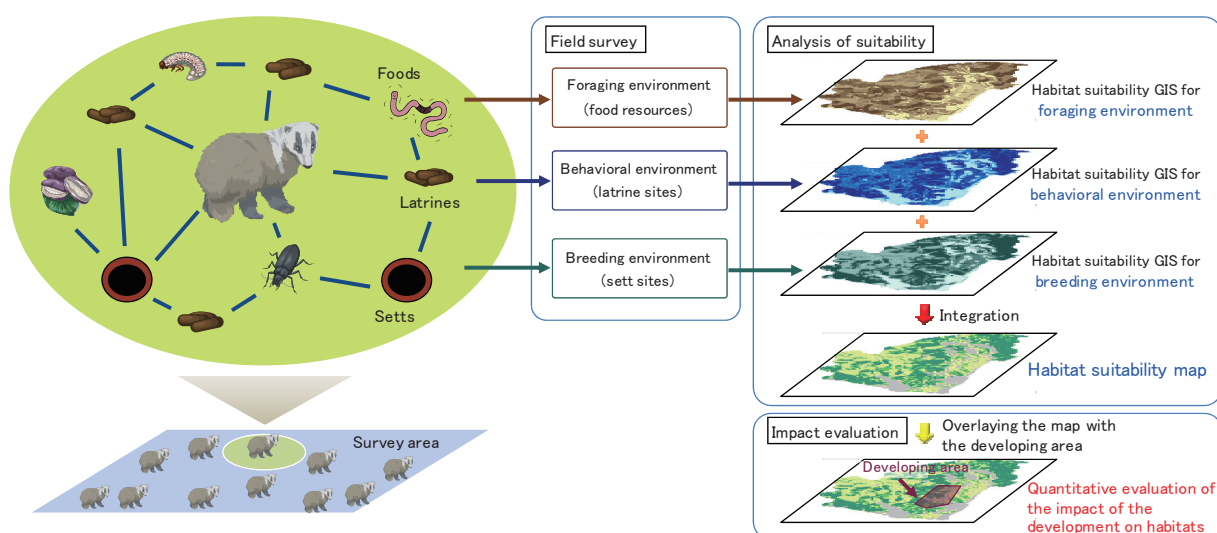 Foods
Latrines
Setts
Survey area
Field survey
Foraging environment
(food resources)
Behavioral environment
(latrine sites)
Breeding environment
(sett sites)
Analysis of suitability
Habitat suitability GIS for
foraging environment
Habitat suitability GIS for
behavioral environment
Habitat suitability GIS for
breeding environment
Integration
Habitat suitability map
Impact evaluation
Overlaying the map with
the developing area
Developing area
Quantitative evaluation of
the impact of the
development on habitats